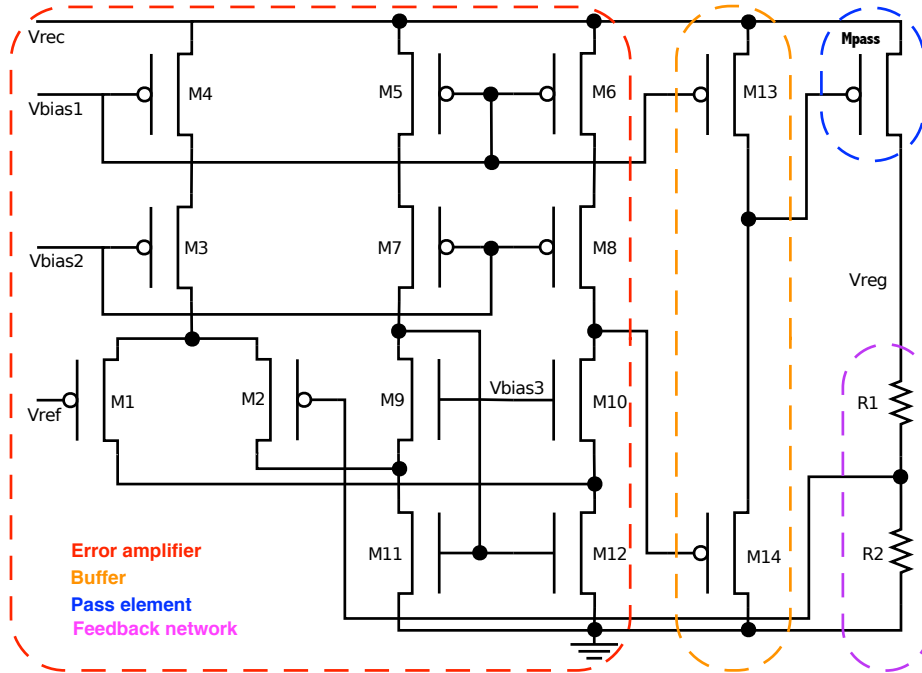 Vrec
Mpass
Vbias1
M4
M5
M6
M13
Vbias2
M3
M7
M8
Vreg
Vref
M1
M2
M9
Vbias3
M10
R1
M11
M12
M14
R2
Error amplifier
Buffer
Pass element
Feedback network